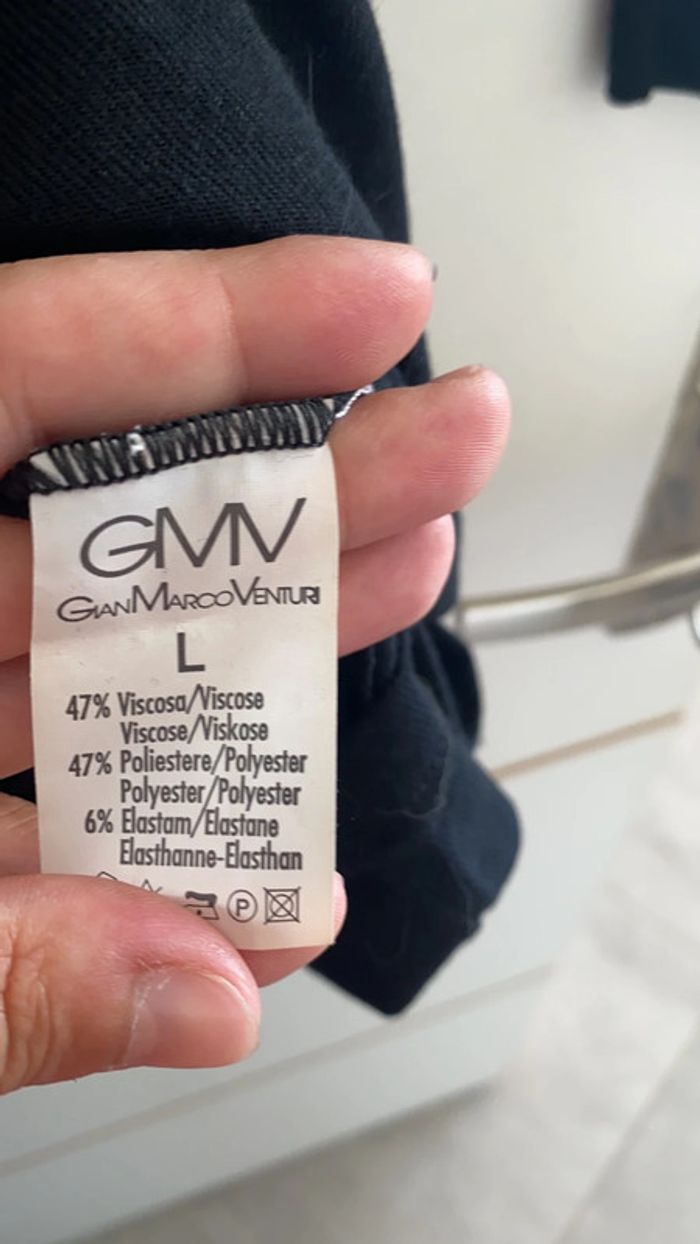 GMV
GIANMARCOVENTURI
L
47% Viscosa/Viscose
Viscose/Viskose
47% Poliestere/Polyester
Polyester/Polyester
6% Elastam/Elastane
Elasthanne-Elasthan
P